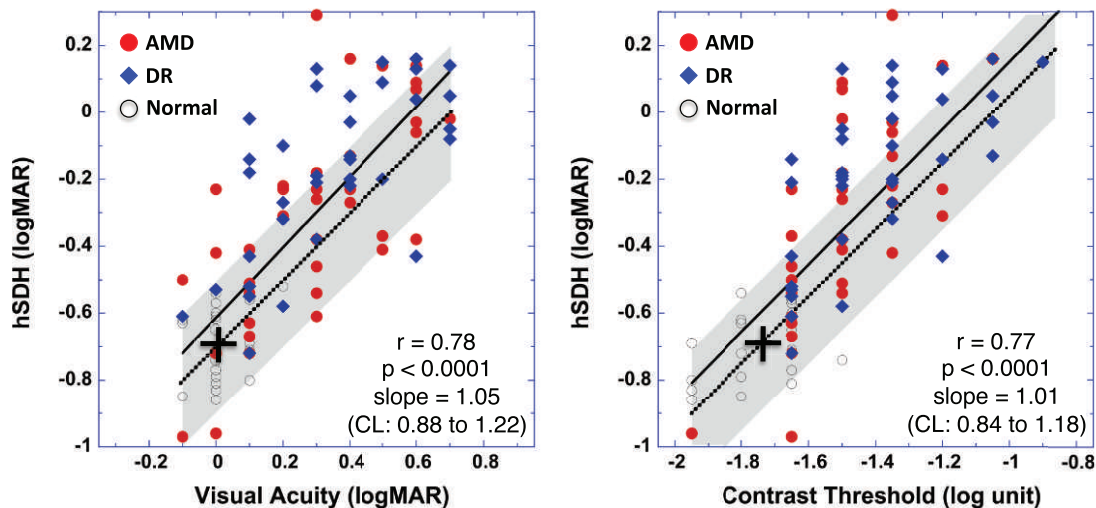 AMD
DR
Normal
0.2
0
-0.2
-0.4
-0.6
-0.8
-1
hSDH (logMAR)
r = 0.78
p < 0.0001
slope = 1.05
(CL: 0.88 to 1.22)
-0.2 0 0.2 0.4 0.6 0.8
Visual Acuity (logMAR)
AMD
DR
Normal
0.2
0
-0.2
-0.4
-0.6
-0.8
-1
hSDH (logMAR)
r = 0.77
p < 0.0001
slope = 1.01
(CL: 0.84 to 1.18)
-2 -1.8 -1.6 -1.4 -1.2 -1 -0.8
Contrast Threshold (log unit)